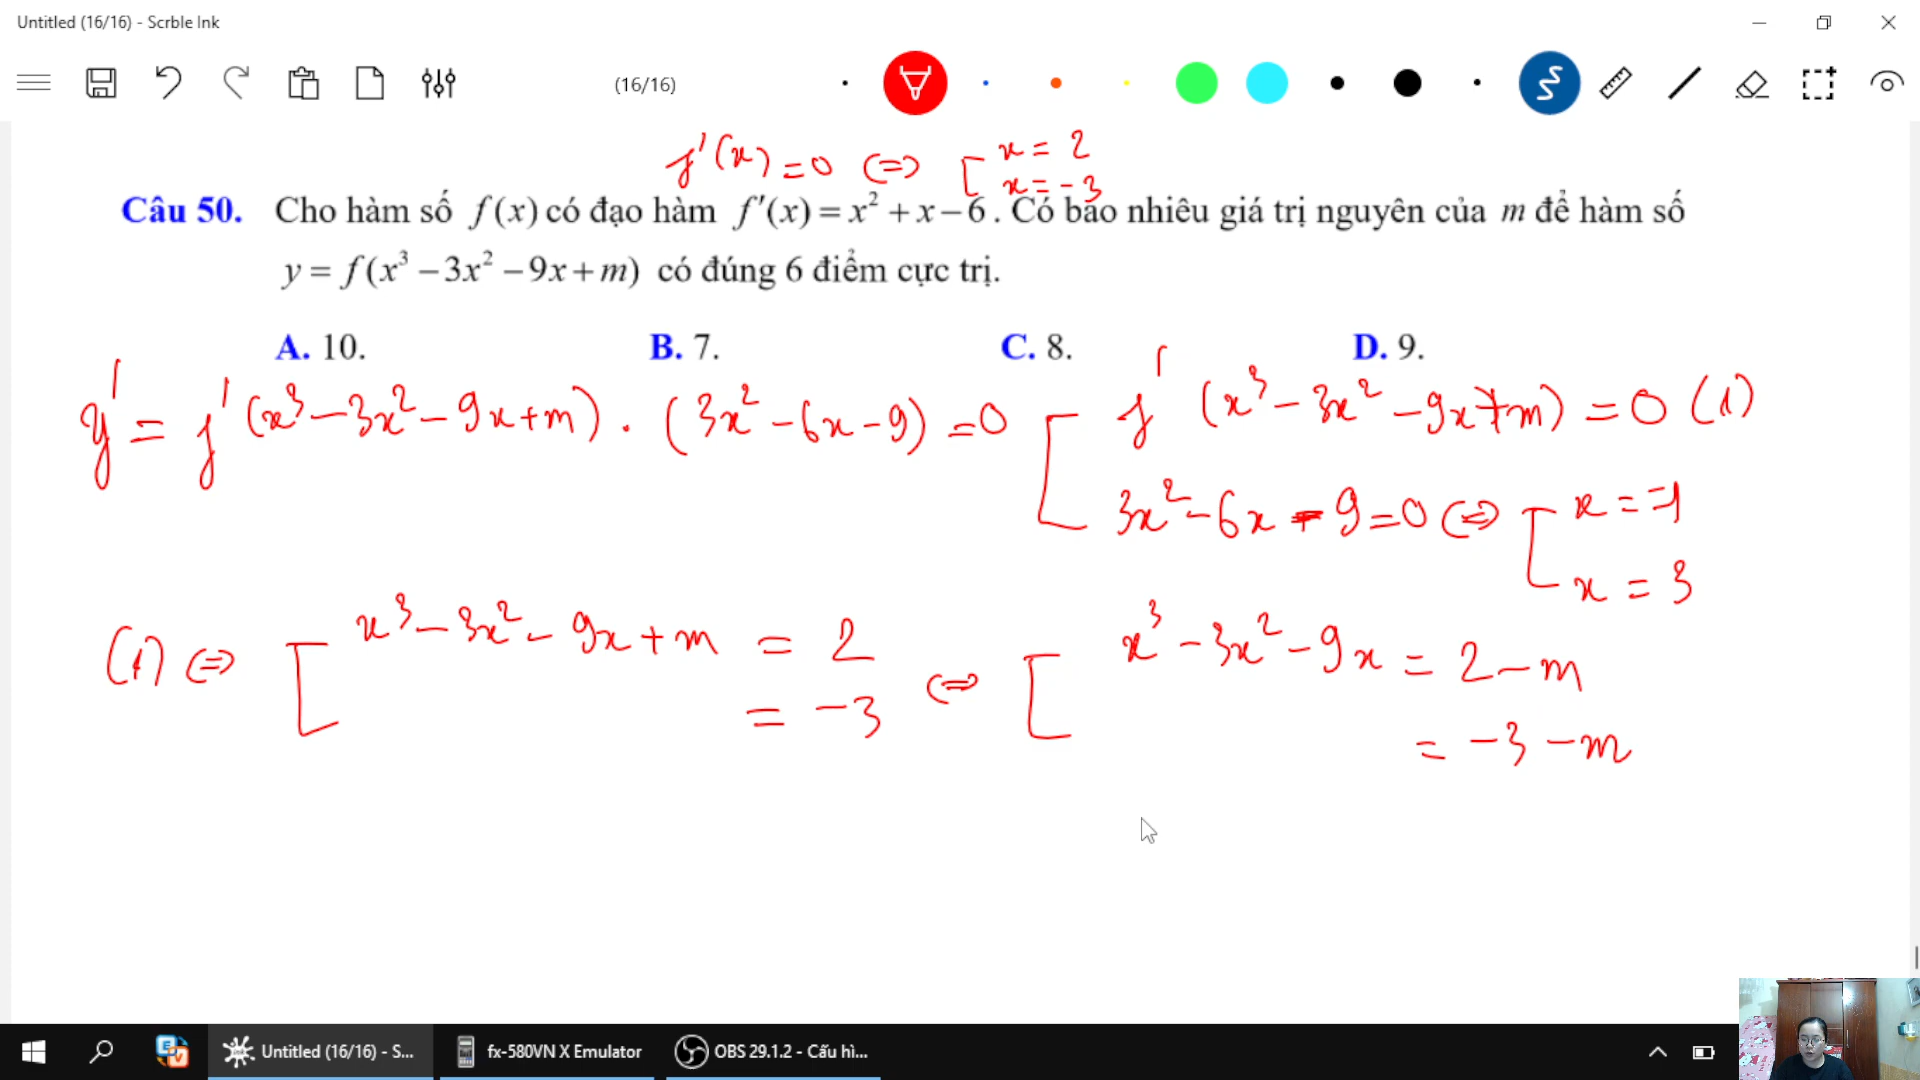 Untitled (16/16) - Scrble Ink
(16/16)
f'(x) = 0 <=> [ x = 2
x = -3
Câu 50. Cho hàm số f(x) có đạo hàm f'(x) = x² + x − 6. Có bao nhiêu giá trị nguyên của m để hàm số
y = f(x³ − 3x² − 9x + m) có đúng 6 điểm cực trị.
A. 10. B. 7. C. 8. D. 9.
y' = f'(x³ − 3x² − 9x + m) . (3x² − 6x − 9) = 0 [ f'(x³ − 3x² − 9x + m) = 0 (1)
3x² − 6x − 9 = 0 <=> [ x = −1
x = 3
(1) <=> [ x³ − 3x² − 9x + m = 2 <=> [ x³ − 3x² − 9x = 2 − m
= −3 = −3 − m
Untitled (16/16) - S... fx-580VN X Emulator OBS 29.1.2 - Cấu hì...